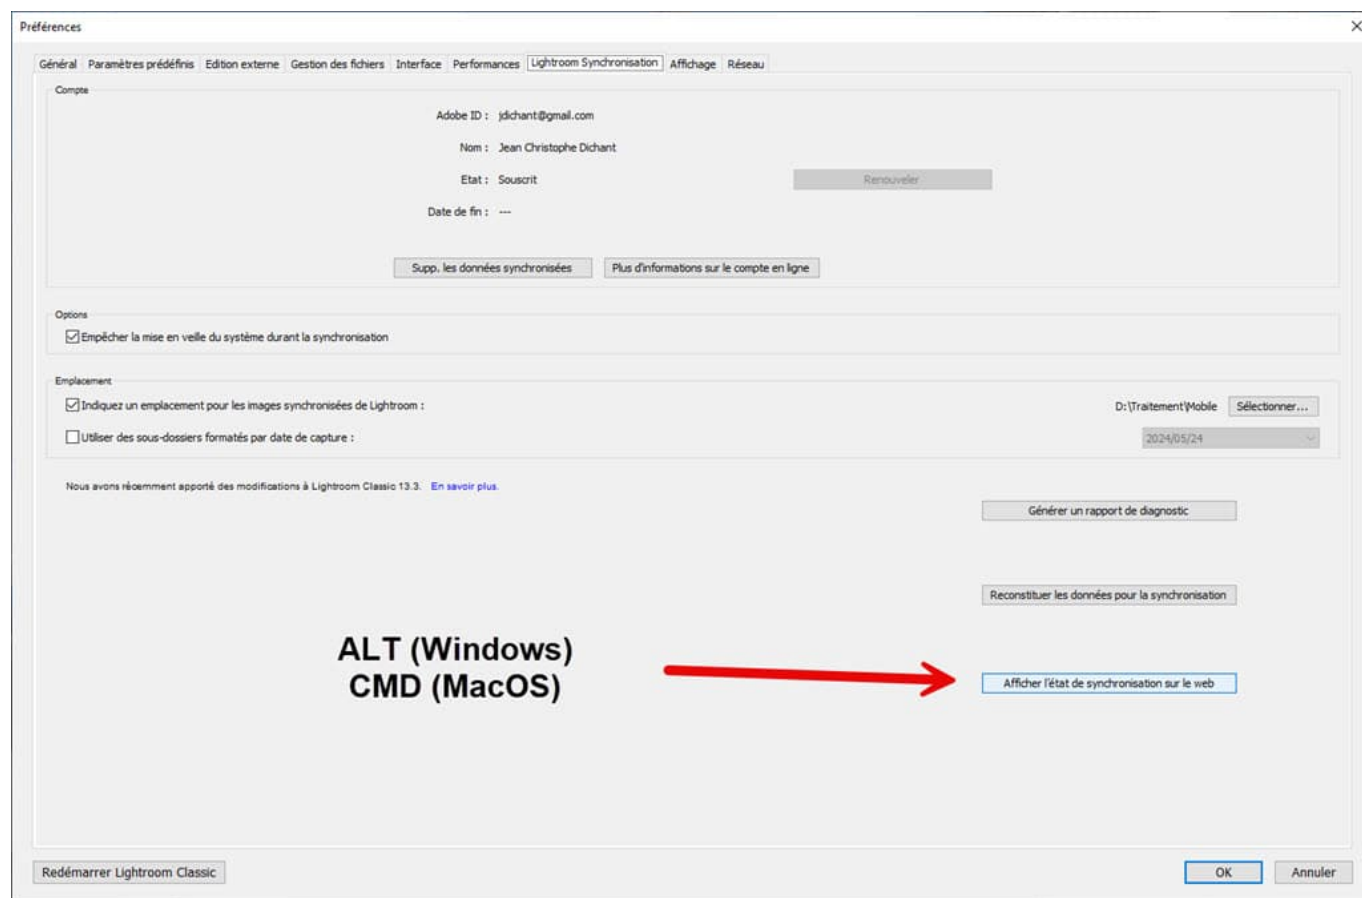 Préférences
Général Paramètres prédéfinis Edition externe Gestion des fichiers Interface Performances Lightroom Synchronisation Affichage Réseau
Compte
Adobe ID : jdichant@gmail.com
Nom : Jean Christophe Dichant
Etat : Souscrit Renouveler
Date de fin : ---
Supp. les données synchronisées Plus d'informations sur le compte en ligne
Options
Empêcher la mise en veille du système durant la synchronisation
Emplacement
Indiquez un emplacement pour les images synchronisées de Lightroom : D:\Traitement\Mobile Sélectionner...
Utiliser des sous-dossiers formatés par date de capture : 2024/05/24
Nous avons récemment apporté des modifications à Lightroom Classic 13.3. En savoir plus.
Générer un rapport de diagnostic
Reconstituer les données pour la synchronisation
ALT (Windows)
CMD (MacOS)
Afficher l'état de synchronisation sur le web
Redémarrer Lightroom Classic OK Annuler